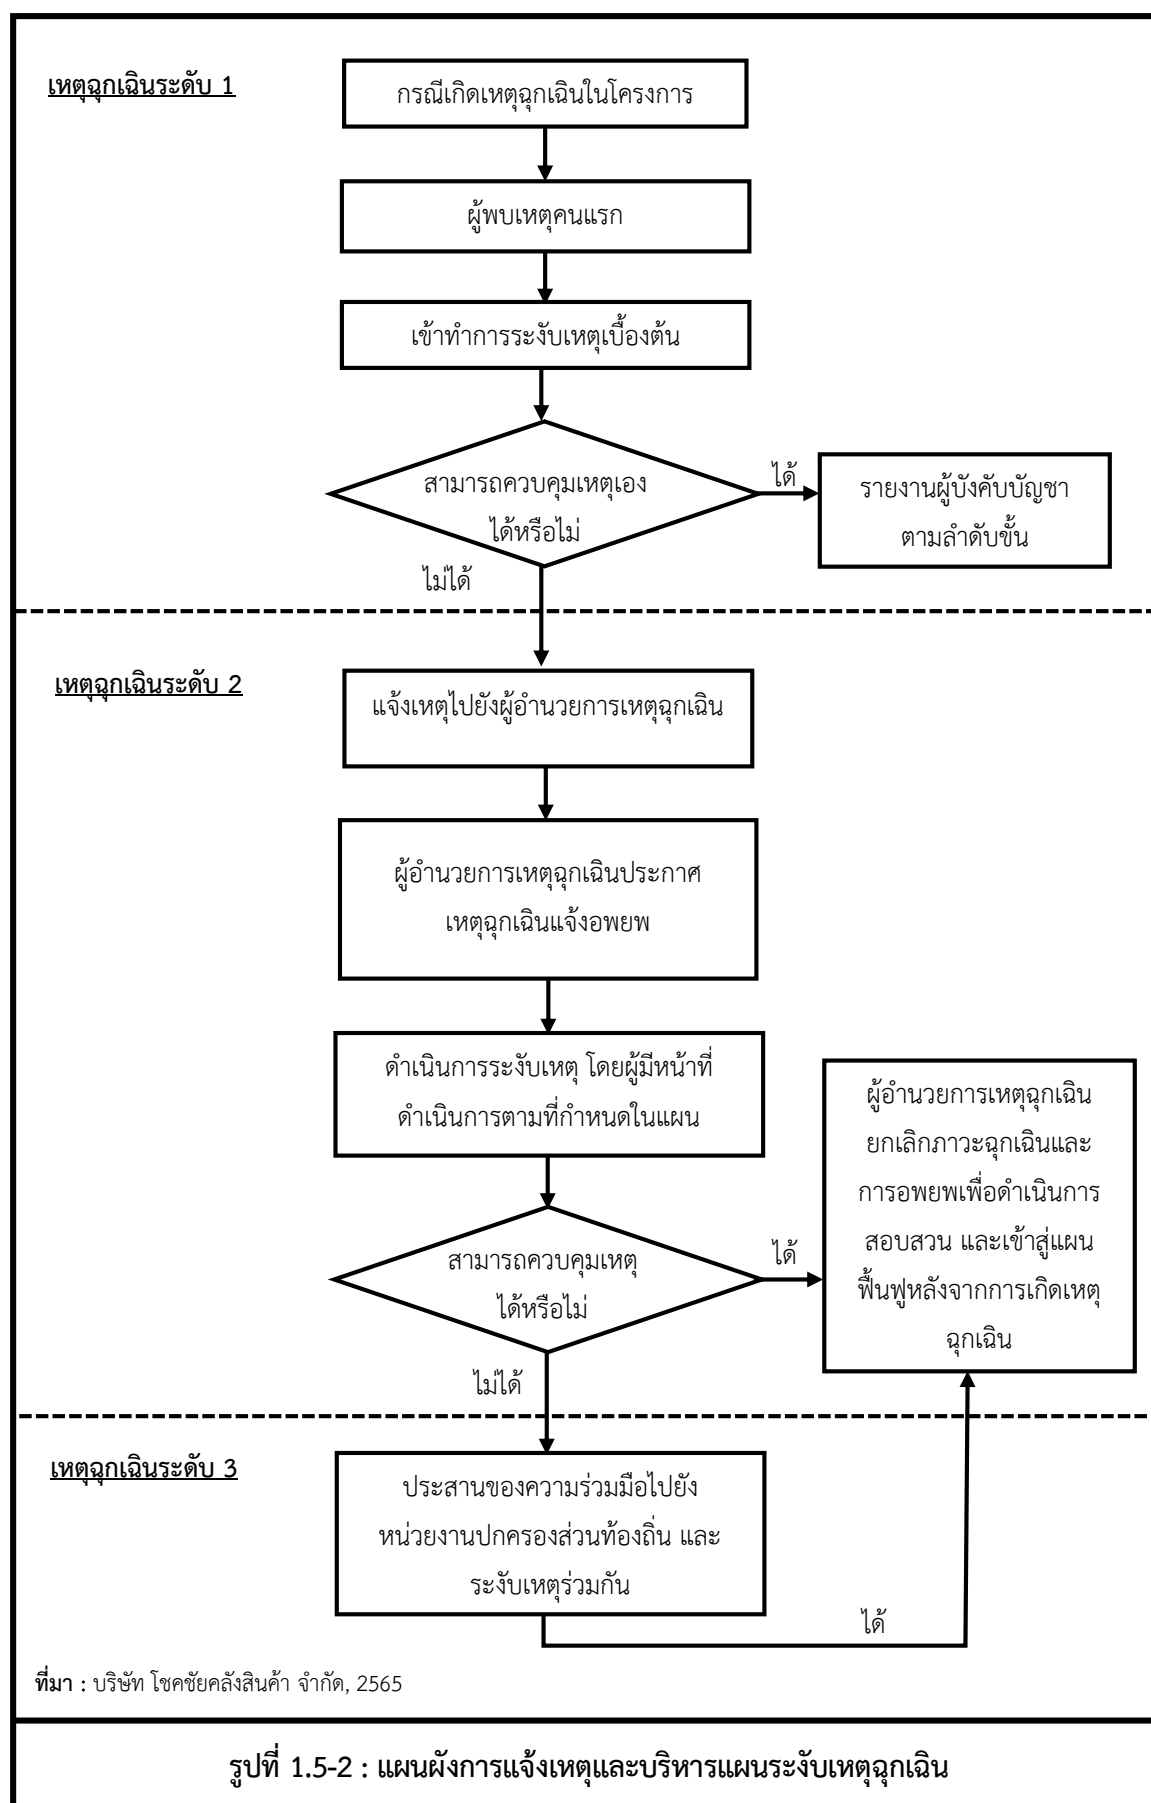 เหตุฉุกเฉินระดับ 1
กรณีเกิดเหตุฉุกเฉินในโครงการ
ผู้พบเหตุคนแรก
เข้าทำการระงับเหตุเบื้องต้น
สามารถควบคุมเหตุเอง
ได้หรือไม่
ได้
รายงานผู้บังคับบัญชา
ตามลำดับขั้น
ไม่ได้
เหตุฉุกเฉินระดับ 2
แจ้งเหตุไปยังผู้อำนวยการเหตุฉุกเฉิน
ผู้อำนวยการเหตุฉุกเฉินประกาศ
เหตุฉุกเฉินแจ้งอพยพ
ดำเนินการระงับเหตุ โดยผู้มีหน้าที่
ดำเนินการตามที่กำหนดในแผน
สามารถควบคุมเหตุ
ได้หรือไม่
ได้
ผู้อำนวยการเหตุฉุกเฉิน
ยกเลิกภาวะฉุกเฉินและ
การอพยพเพื่อดำเนินการ
สอบสวน และเข้าสู่แผน
ฟื้นฟูหลังจากการเกิดเหตุ
ฉุกเฉิน
ไม่ได้
เหตุฉุกเฉินระดับ 3
ประสานของความร่วมมือไปยัง
หน่วยงานปกครองส่วนท้องถิ่น และ
ระงับเหตุร่วมกัน
ได้
ที่มา : บริษัท โชคชัยคลังสินค้า จำกัด, 2565
รูปที่ 1.5-2 : แผนผังการแจ้งเหตุและบริหารแผนระงับเหตุฉุกเฉิน